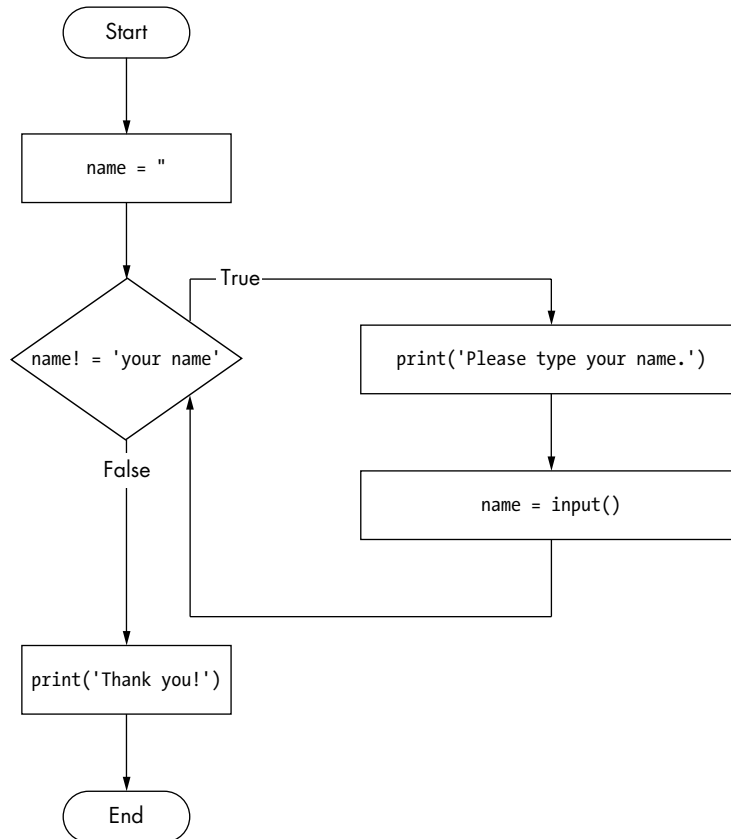 Start
name = "
name! = 'your name'
True
print('Please type your name.')
name = input()
False
print('Thank you!')
End